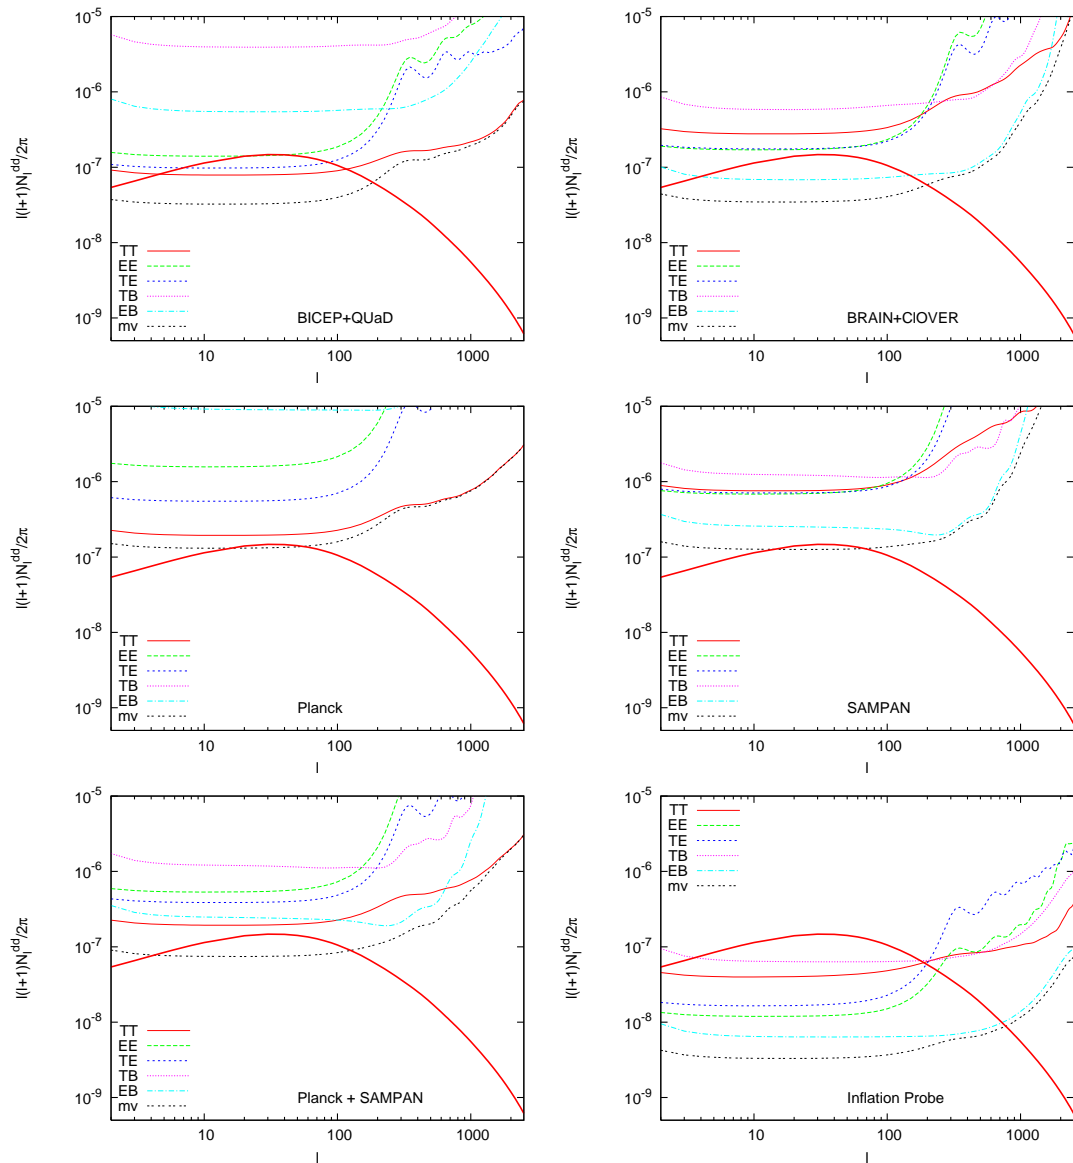 10^-5
10^-6
10^-7
10^-8
10^-9
l(l+1)N_l^dd/2π
TT
EE
TE
TB
EB
mv
BICEP+QUaD
10 100 1000
l
10^-5
10^-6
10^-7
10^-8
10^-9
l(l+1)N_l^dd/2π
TT
EE
TE
TB
EB
mv
BRAIN+ClOVER
10 100 1000
l
10^-5
10^-6
10^-7
10^-8
10^-9
l(l+1)N_l^dd/2π
TT
EE
TE
TB
EB
mv
Planck
10 100 1000
l
10^-5
10^-6
10^-7
10^-8
10^-9
l(l+1)N_l^dd/2π
TT
EE
TE
TB
EB
mv
SAMPAN
10 100 1000
l
10^-5
10^-6
10^-7
10^-8
10^-9
l(l+1)N_l^dd/2π
TT
EE
TE
TB
EB
mv
Planck + SAMPAN
10 100 1000
l
10^-5
10^-6
10^-7
10^-8
10^-9
l(l+1)N_l^dd/2π
TT
EE
TE
TB
EB
mv
Inflation Probe
10 100 1000
l